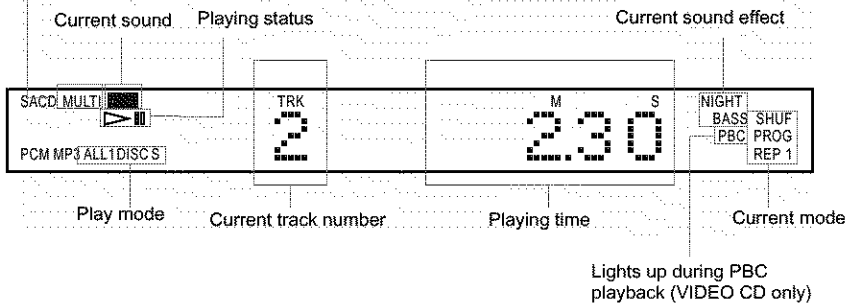 Current sound Playing status Current sound effect
SACD MULTI TRK M S NIGHT
BASS SHUF
2 2.30 PBC PROG
PCM MP3 ALL1DISC S REP 1
Play mode Current track number Playing time Current mode
Lights up during PBC
playback (VIDEO CD only)